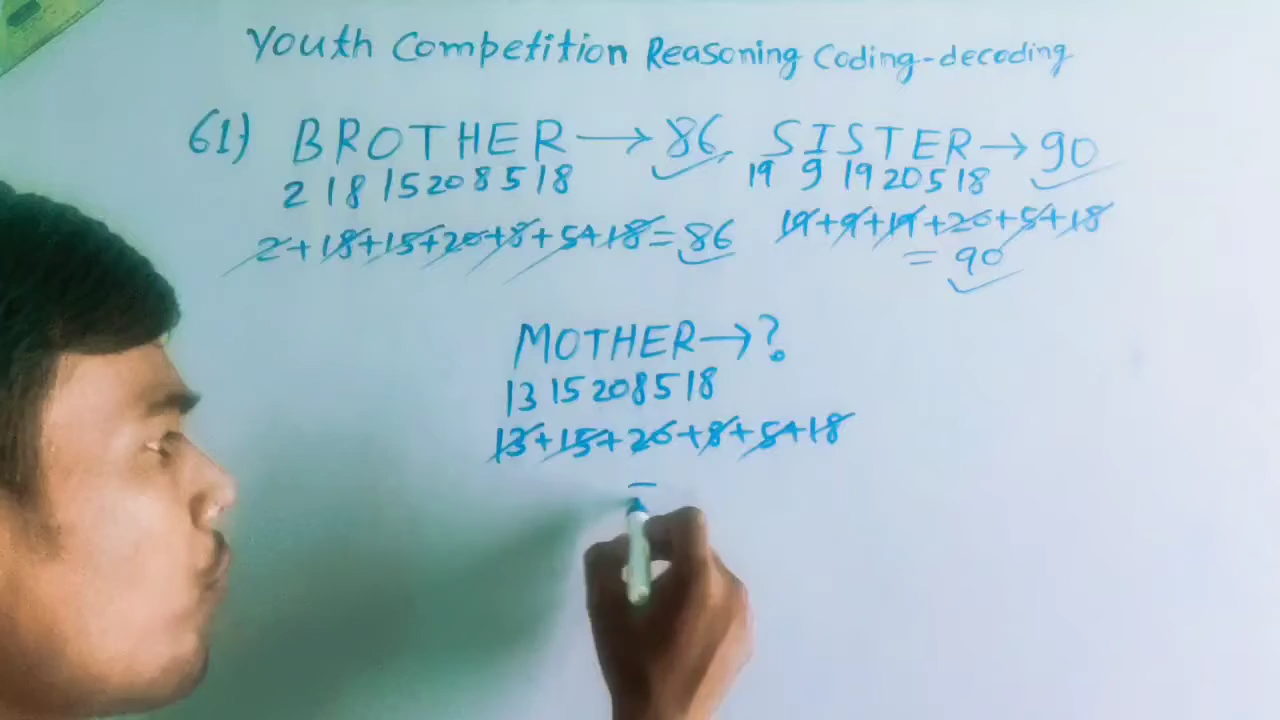 Youth Competition Reasoning Coding-decoding
61) BROTHER → 86, SISTER → 90
2 18 15 20 8 5 18 19 9 19 20 5 18
2+18+15+20+8+5+18=86 19+9+19+20+5+18
= 90
MOTHER → ?
13 15 20 8 5 18
13+15+20+8+5+18